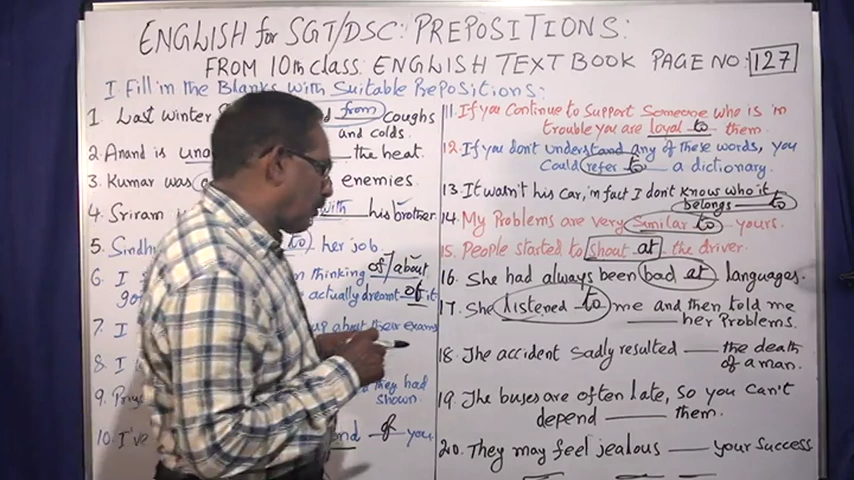 ENGLISH for SGT/DSC: PREPOSITIONS:
FROM 10th class ENGLISH TEXT BOOK PAGE NO: 127
I. Fill in the Blanks with Suitable Prepositions:
1. Last winter from coughs
and colds.
2. Anand is the heat.
3. Kumar was enemies
4. Sriram with his brother.
5. Sindhu to her job.
6. I thinking of/about
actually dreamt of it
7. I about their exams
8. I
9. they had
shown.
10. I've of you.
11. If you continue to support someone who is in
trouble you are loyal to them.
12. If you don't understand any of these words, you
could refer to a dictionary.
13. It wasn't his car, in fact I don't know who it
belongs to
14. My Problems are very Similar to yours.
15. People started to shout at the driver.
16. She had always been bad at languages.
17. She listened to me and then told me
____ her Problems.
18. The accident sadly resulted ____ the death
of a man.
19. The buses are often late, so you can't
depend ____ them.
20. They may feel jealous ____ your success